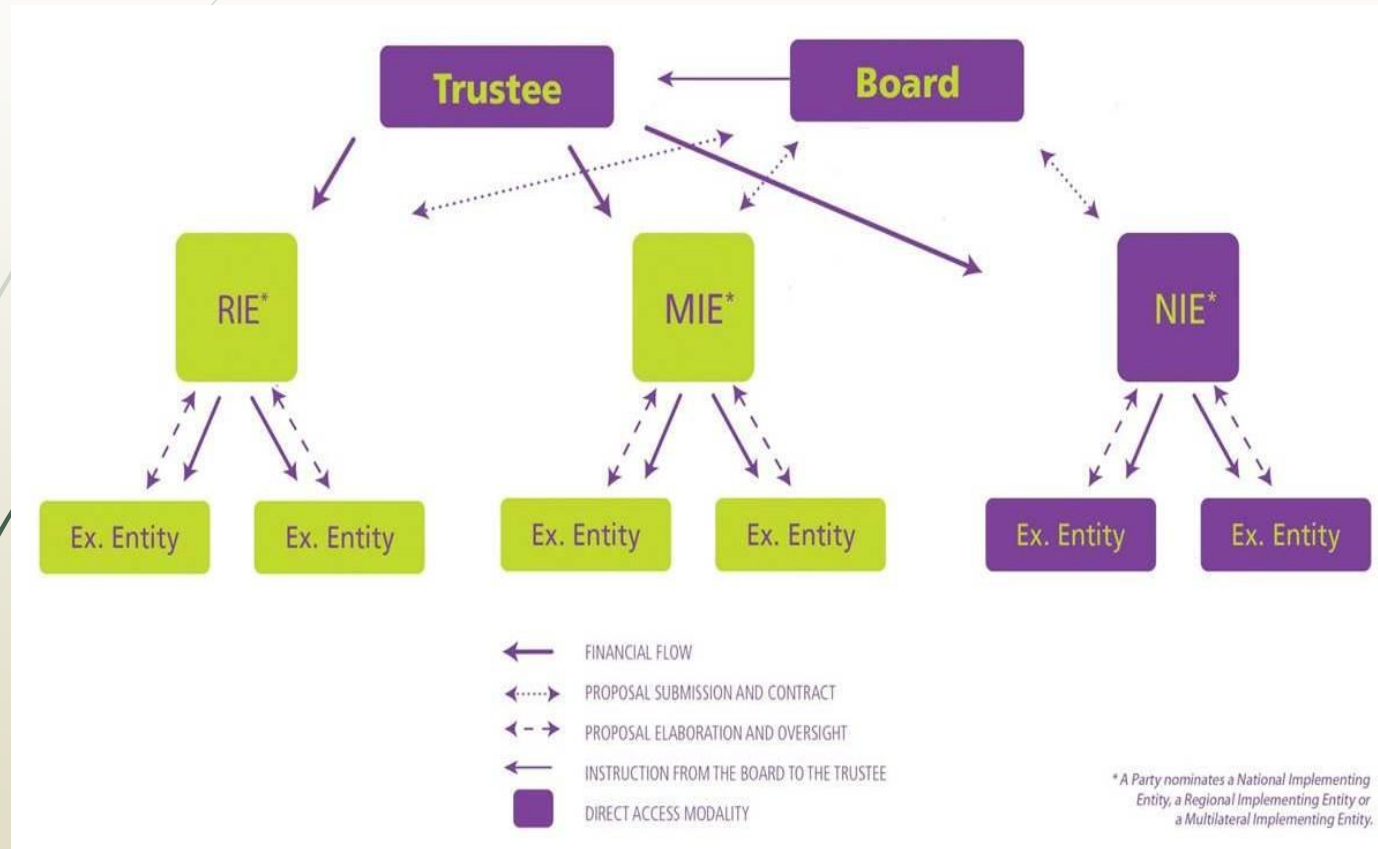 Trustee
Board
RIE*
MIE*
NIE*
Ex. Entity
Ex. Entity
Ex. Entity
Ex. Entity
Ex. Entity
Ex. Entity
FINANCIAL FLOW
PROPOSAL SUBMISSION AND CONTRACT
PROPOSAL ELABORATION AND OVERSIGHT
INSTRUCTION FROM THE BOARD TO THE TRUSTEE
DIRECT ACCESS MODALITY
* A Party nominates a National Implementing
Entity, a Regional Implementing Entity or
a Multilateral Implementing Entity.